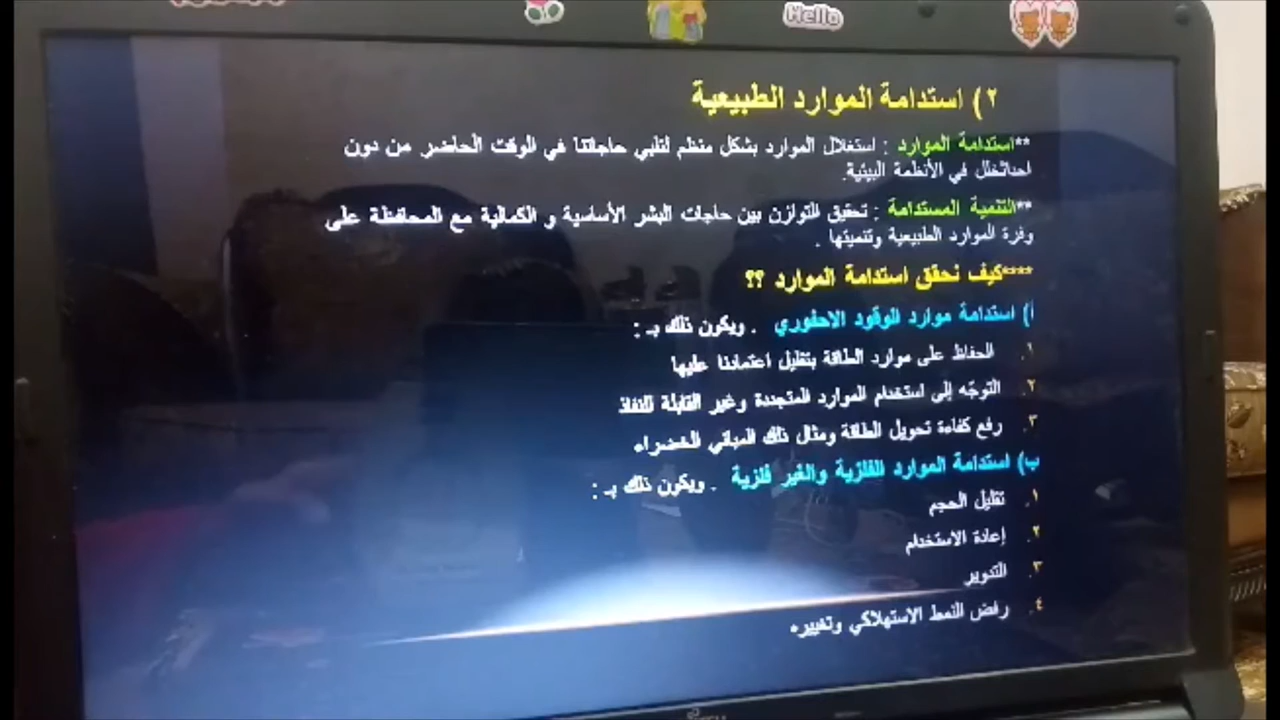 Hello
٢) استدامة الموارد الطبيعية
**استدامة الموارد : استغلال الموارد بشكل منظم لتلبي حاجاتنا في الوقت الحاضر من دون
احداثخلل في الأنظمة البيئية.
**التنمية المستدامة : تحقيق التوازن بين حاجات البشر الأساسية و الكمالية مع المحافظة على
وفرة الموارد الطبيعية وتنميتها .
****كيف نحقق استدامة الموارد ؟؟
أ) استدامة موارد الوقود الاحفوري . ويكون ذلك بـ :
١. الحفاظ على موارد الطاقة بتقليل اعتمادنا عليها
٢. التوجّه إلى استخدام الموارد المتجددة وغير القابلة للنفاذ
٣. رفع كفاءة تحويل الطاقة ومثال ذلك المباني الخضراء
ب) استدامة الموارد الفلزية والغير فلزية . ويكون ذلك بـ :
١. تقليل الحجم
٢. إعادة الاستخدام
٣. التدوير
٤. رفض النمط الاستهلاكي وتغييره